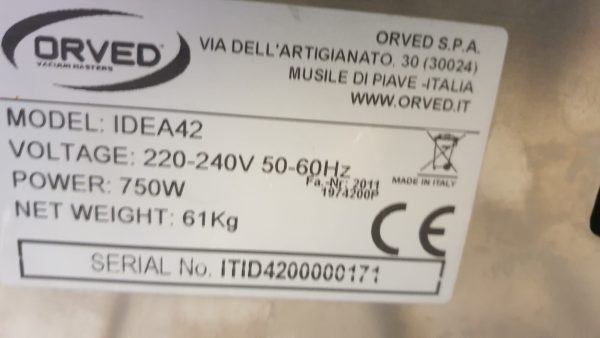 ORVED
VACUUM MASTERS
ORVED S.P.A.
VIA DELL'ARTIGIANATO, 30 (30024)
MUSILE DI PIAVE -ITALIA
WWW.ORVED.IT
MODEL: IDEA42
VOLTAGE: 220-240V 50-60Hz
POWER: 750W
Fa.-Nr: 2011
1974200P
MADE IN ITALY
NET WEIGHT: 61Kg
CE
SERIAL No. ITID4200000171